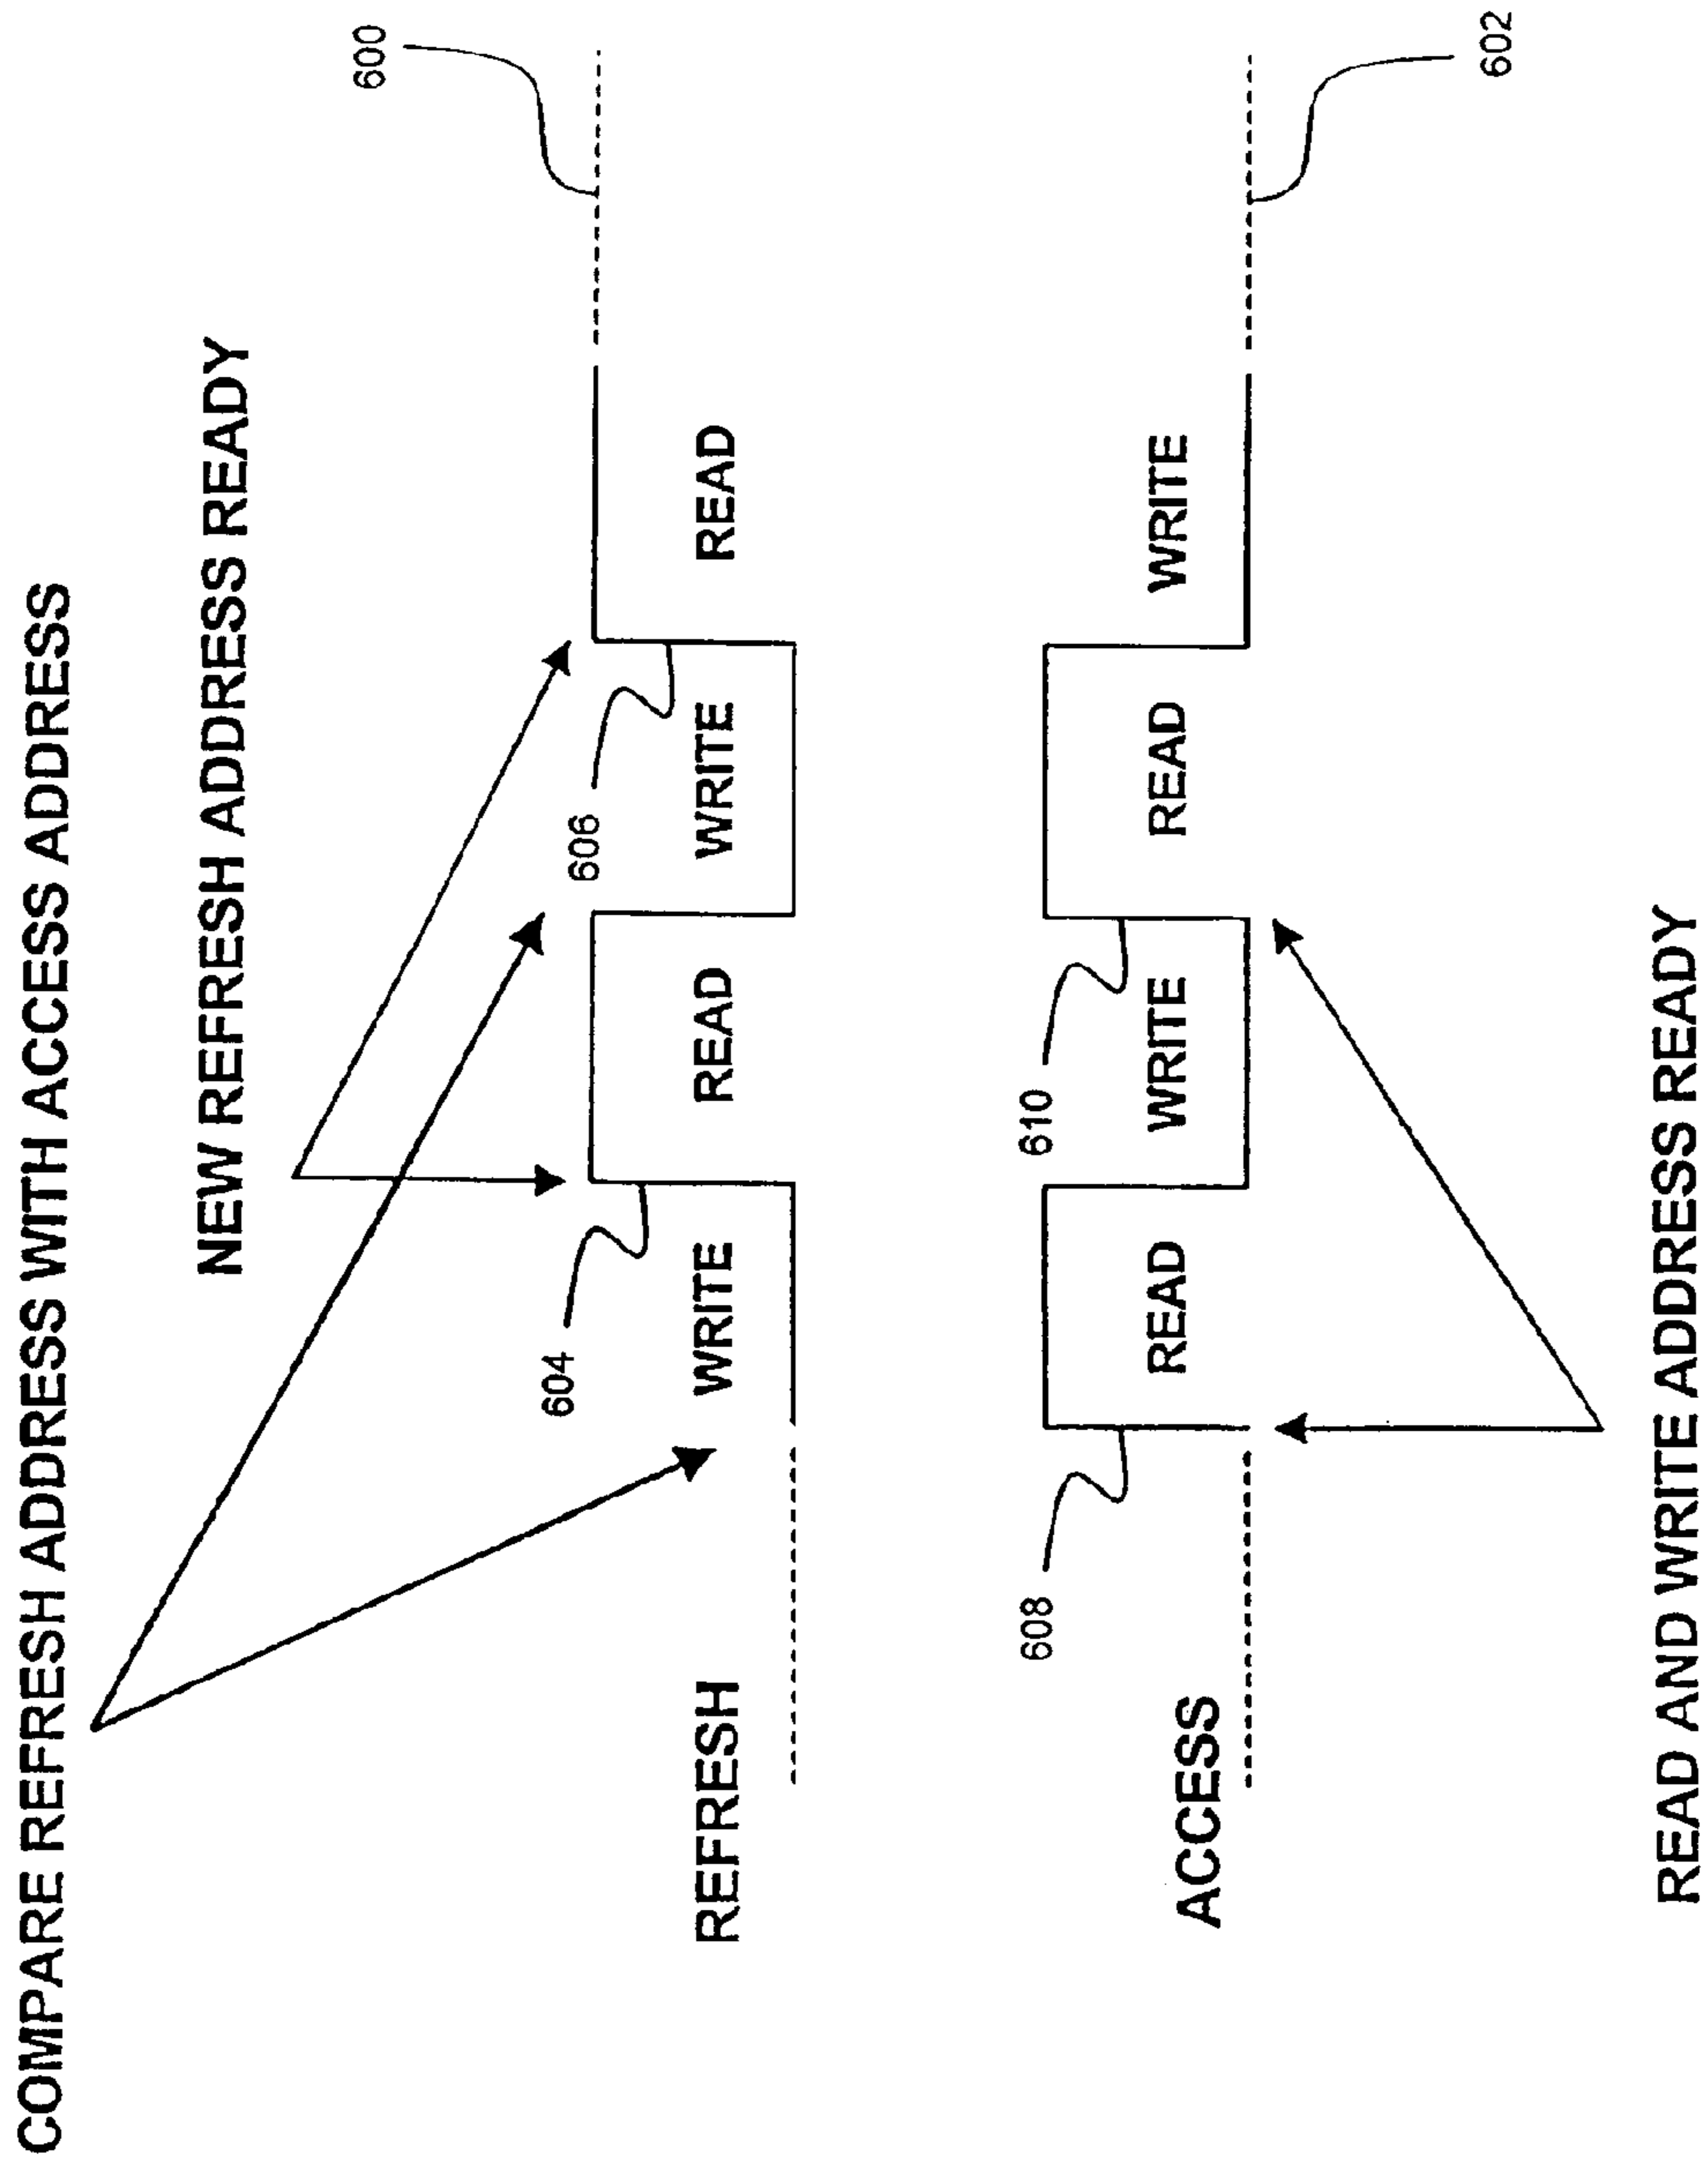 COMPARE REFRESH ADDRESS WITH ACCESS ADDRESS
NEW REFRESH ADDRESS READY
600
604
606
REFRESH
WRITE
READ
WRITE
READ
608
610
ACCESS
READ
WRITE
READ
WRITE
602
READ AND WRITE ADDRESS READY